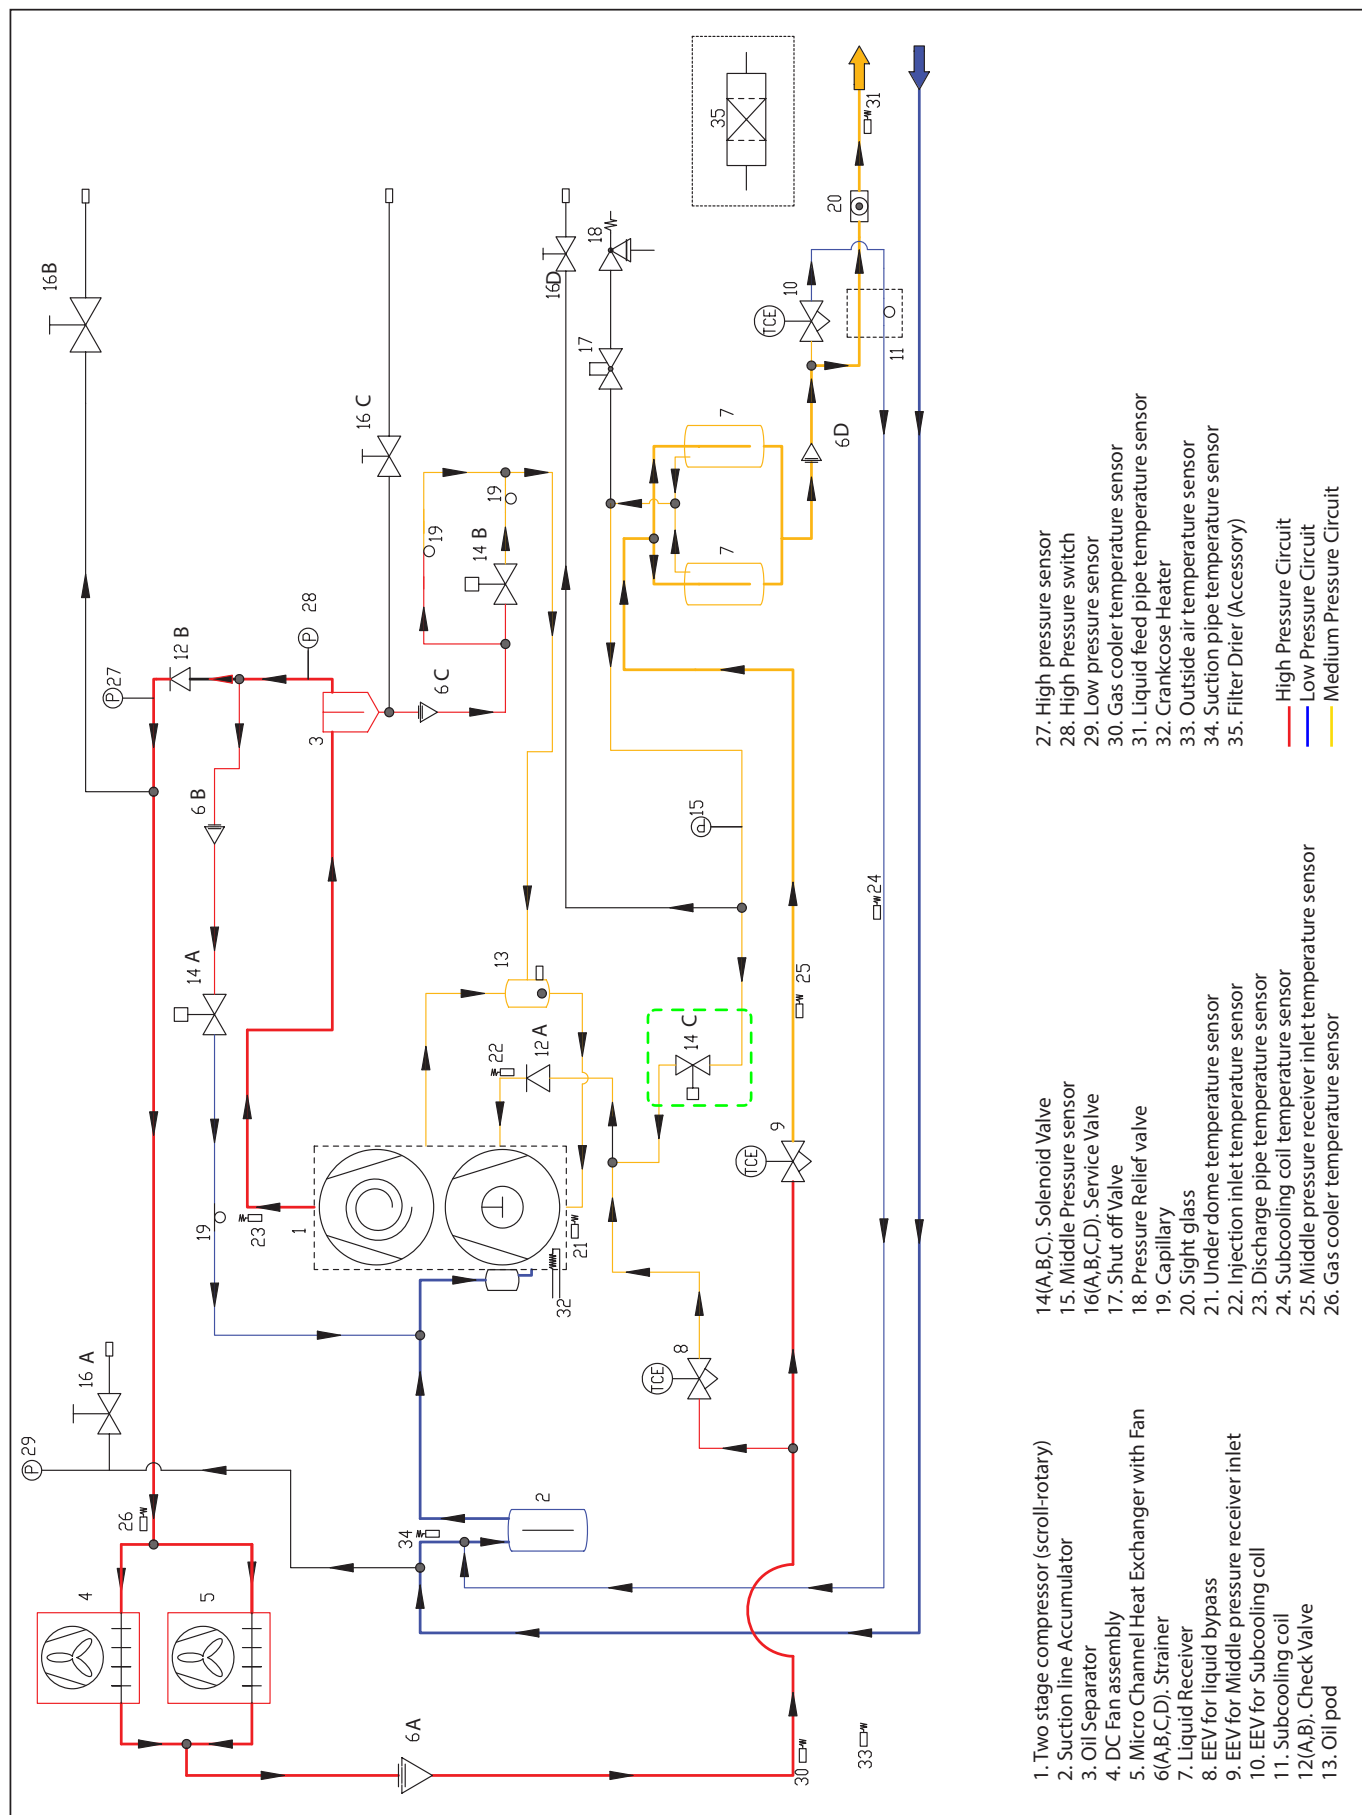 16B
16 C
16D
18
17
35
31
20
10
TCE
11
7
7
6D
P
27
12 B
P
28
3
6 C
19
19
14 B
6 B
14 A
13
15
P
24
25
22
12 A
14 C
9
TCE
21
23
1
19
32
8
TCE
16 A
P
29
26
34
2
4
5
6A
30
33
1. Two stage compressor (scroll-rotary)
2. Suction line Accumulator
3. Oil Separator
4. DC Fan assembly
5. Micro Channel Heat Exchanger with Fan
6(A,B,C,D). Strainer
7. Liquid Receiver
8. EEV for liquid bypass
9. EEV for Middle pressure receiver inlet
10. EEV for Subcooling coll
11. Subcooling coil
12(A,B). Check Valve
13. Oil pod
14(A,B,C). Solenoid Valve
15. Middle Pressure sensor
16(A,B,C,D). Service Valve
17. Shut off Valve
18. Pressure Relief valve
19. Capillary
20. Sight glass
21. Under dome temperature sensor
22. Injection inlet temperature sensor
23. Discharge pipe temperature sensor
24. Subcooling coil temperature sensor
25. Middle pressure receiver inlet temperature sensor
26. Gas cooler temperature sensor
27. High pressure sensor
28. High Pressure switch
29. Low pressure sensor
30. Gas cooler temperature sensor
31. Liquid feed pipe temperature sensor
32. Crankcose Heater
33. Outside air temperature sensor
34. Suction pipe temperature sensor
35. Filter Drier (Accessory)
High Pressure Circuit
Low Pressure Circuit
Medium Pressure Circuit